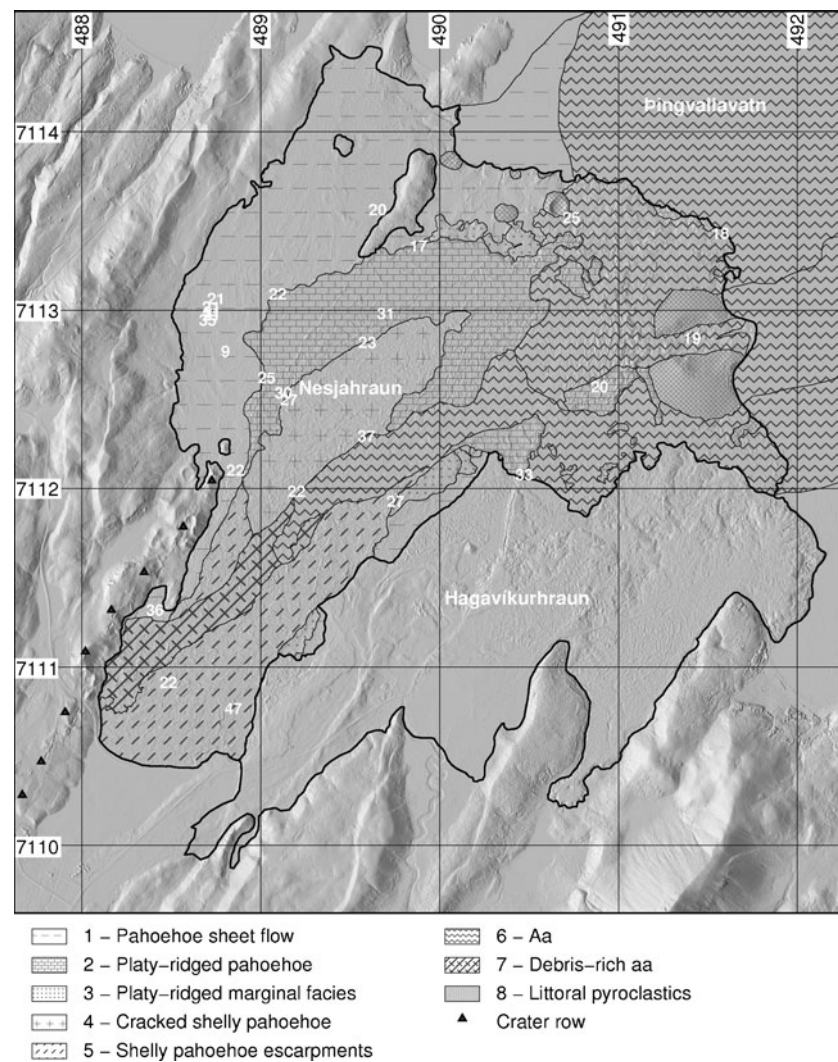 488 489 490 491 492
7114
Þingvallavatn
20
25
17
18
21
22
7113
31
23
19
9
25
20
30
Nesjahraun
27
37
22
33
7112
22
27
36
Hagavíkurhraun
7111
22
47
7110
1 – Pahoehoe sheet flow
2 – Platy–ridged pahoehoe
3 – Platy–ridged marginal facies
4 – Cracked shelly pahoehoe
5 – Shelly pahoehoe escarpments
6 – Aa
7 – Debris–rich aa
8 – Littoral pyroclastics
Crater row